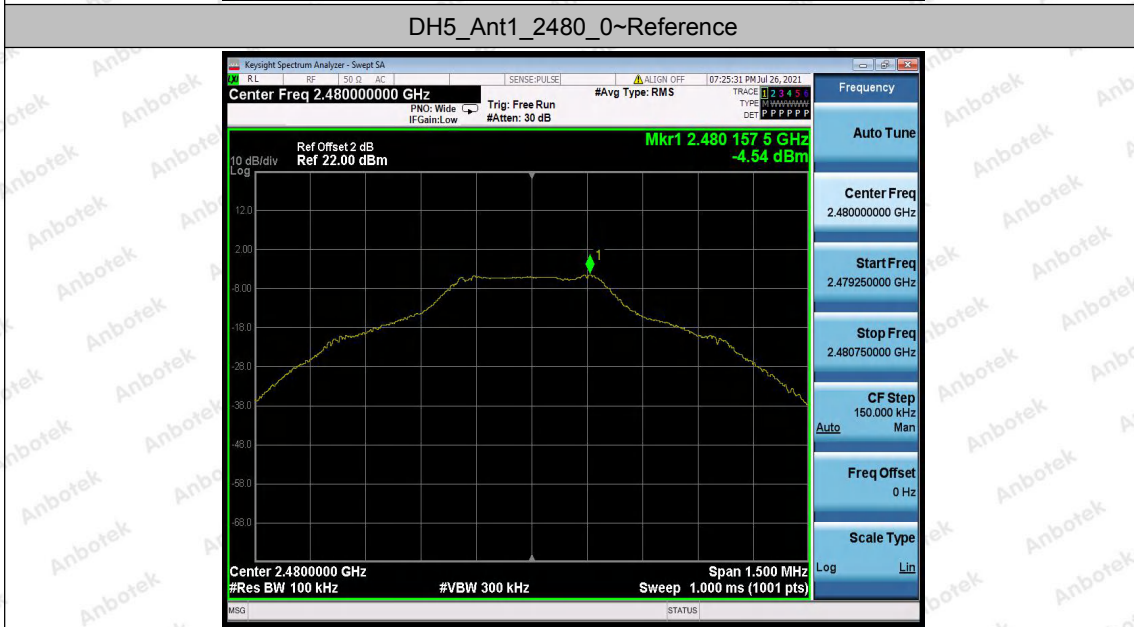 DH5_Ant1_2480_0~Reference
Keysight Spectrum Analyzer - Swept SA
RL RF 50 Ω AC SENSE:PULSE ALIGN OFF 07:25:31 PM Jul 26, 2021
Center Freq 2.480000000 GHz
PNO: Wide
IFGain:Low
Trig: Free Run
#Atten: 30 dB
#Avg Type: RMS
TRACE 1 2 3 4 5 6
TYPE M WWWWW
DET P P P P P P
Ref Offset 2 dB
10 dB/div Ref 22.00 dBm
Log
Mkr1 2.480 157 5 GHz
-4.54 dBm
1
12.0
2.00
-8.00
-18.0
-28.0
-38.0
-48.0
-58.0
-68.0
Center 2.4800000 GHz Span 1.500 MHz
#Res BW 100 kHz #VBW 300 kHz Sweep 1.000 ms (1001 pts)
MSG STATUS
Frequency
Auto Tune
Center Freq
2.480000000 GHz
Start Freq
2.479250000 GHz
Stop Freq
2.480750000 GHz
CF Step
150.000 kHz
Auto Man
Freq Offset
0 Hz
Scale Type
Log Lin
Anbotek